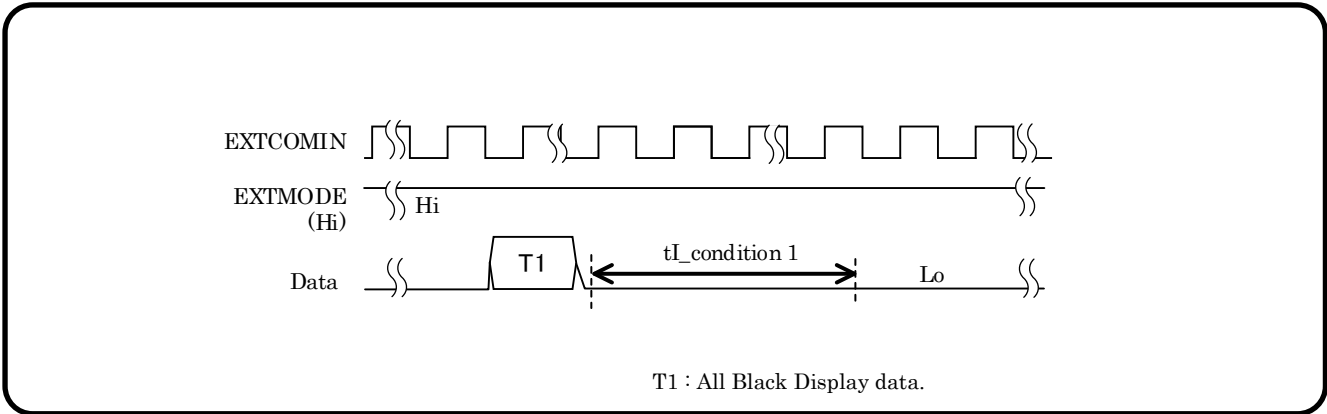 EXTCOMIN
EXTMODE
(Hi)
Hi
Data
T1
tI_condition 1
Lo
T1 : All Black Display data.